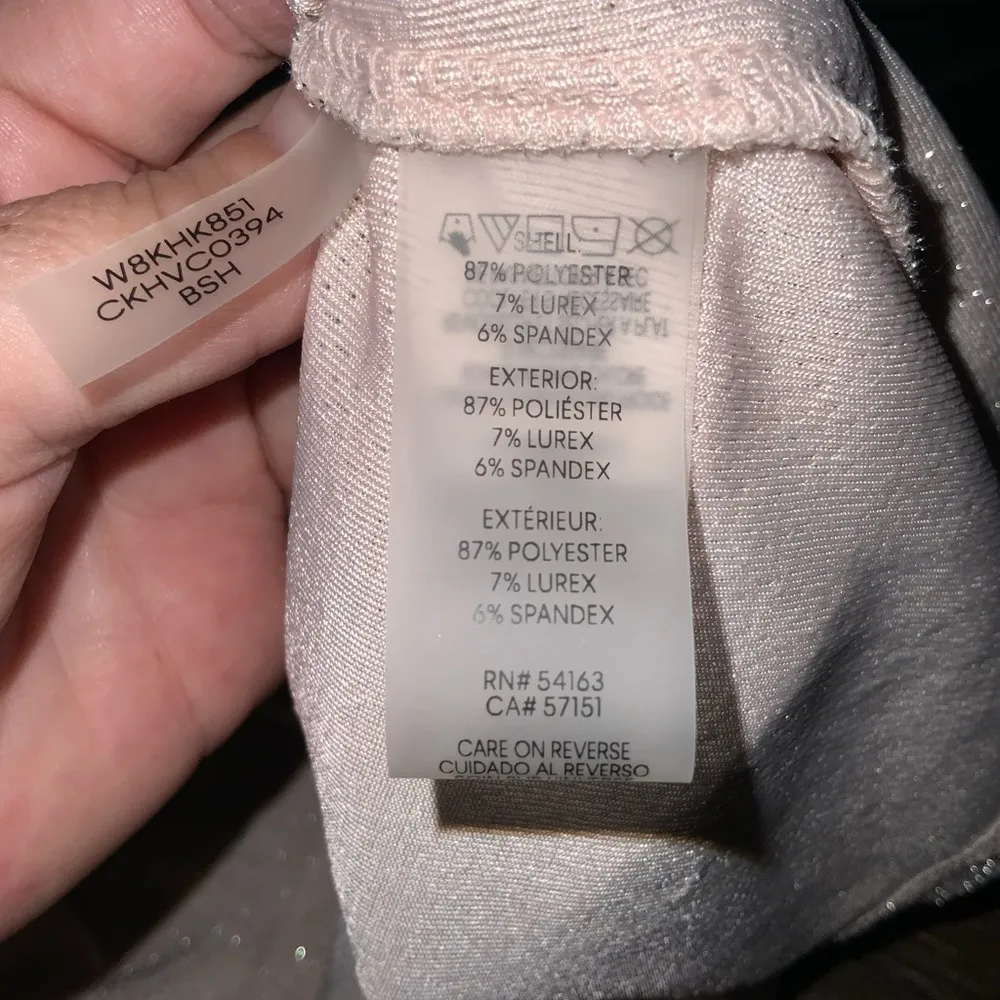 W8KHK851
CKHVC0394
BSH
SHELL:
87% POLYESTER
7% LUREX
6% SPANDEX
EXTERIOR:
87% POLIÉSTER
7% LUREX
6% SPANDEX
EXTÉRIEUR:
87% POLYESTER
7% LUREX
6% SPANDEX
RN# 54163
CA# 57151
CARE ON REVERSE
CUIDADO AL REVERSO